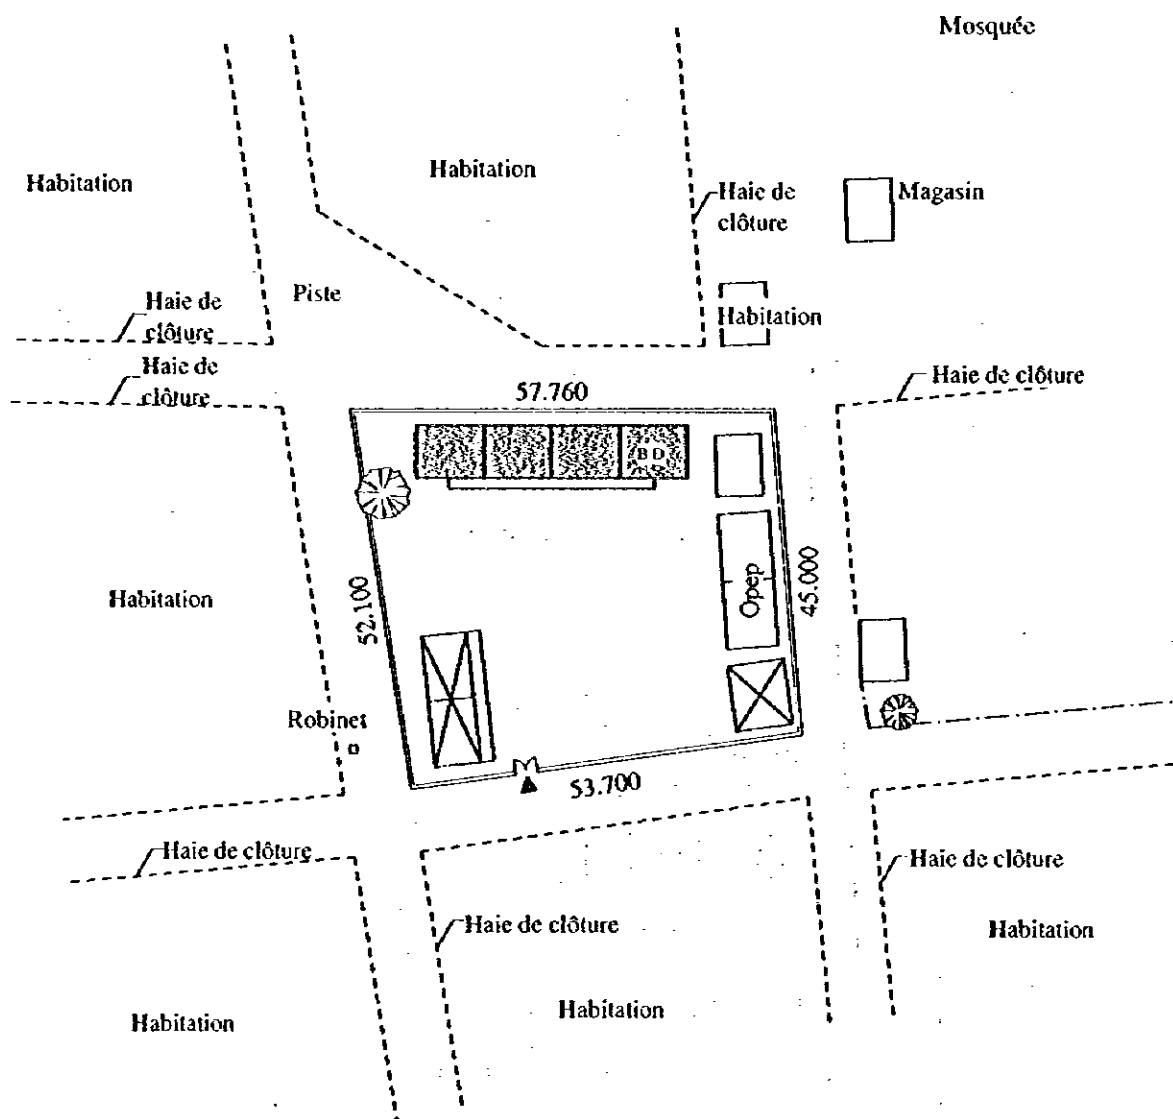 Mosquée
Habitation
Habitation
Haie de
clôture
Magasin
Piste
Haie de
clôture
Habitation
Haie de
clôture
Haie de clôture
57.760
B D
Opep
45.000
52.100
Habitation
Robinet
53.700
Haie de clôture
Haie de clôture
Haie de clôture
Habitation
Habitation
Habitation